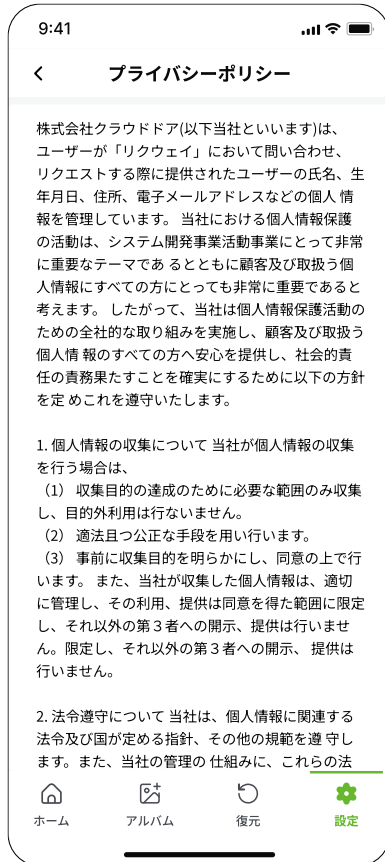 9:41
プライバシーポリシー
株式会社クラウドドア(以下当社といいます)は、
ユーザーが「リクウェイ」において問い合わせ、
リクエストする際に提供されたユーザーの氏名、生
年月日、住所、電子メールアドレスなどの個人 情
報を管理しています。 当社における個人情報保護
の活動は、システム開発事業活動事業にとって非常
に重要なテーマであ るとともに顧客及び取扱う個
人情報にすべての方にとっても非常に重要であると
考えます。 したがって、当社は個人情報保護活動の
ための全社的な取り組みを実施し、顧客及び取扱う
個人情 報のすべての方へ安心を提供し、社会的責
任の責務果たすことを確実にするために以下の方針
を定 めこれを遵守いたします。
1. 個人情報の収集について 当社が個人情報の収集
を行う場合は、
（1） 収集目的の達成のために必要な範囲のみ収集
し、目的外利用は行ないません。
（2） 適法且つ公正な手段を用い行います。
（3） 事前に収集目的を明らかにし、同意の上で行
います。 また、当社が収集した個人情報は、適切
に管理し、その利用、提供は同意を得た範囲に限定
し、それ以外の第３者への開示、提供は行いませ
ん。限定し、それ以外の第３者への開示、 提供は
行いません。
2. 法令遵守について 当社は、個人情報に関連する
法令及び国が定める指針、その他の規範を遵 守し
ます。また、当社の管理の 仕組みに、これらの法
ホーム アルバム 復元 設定